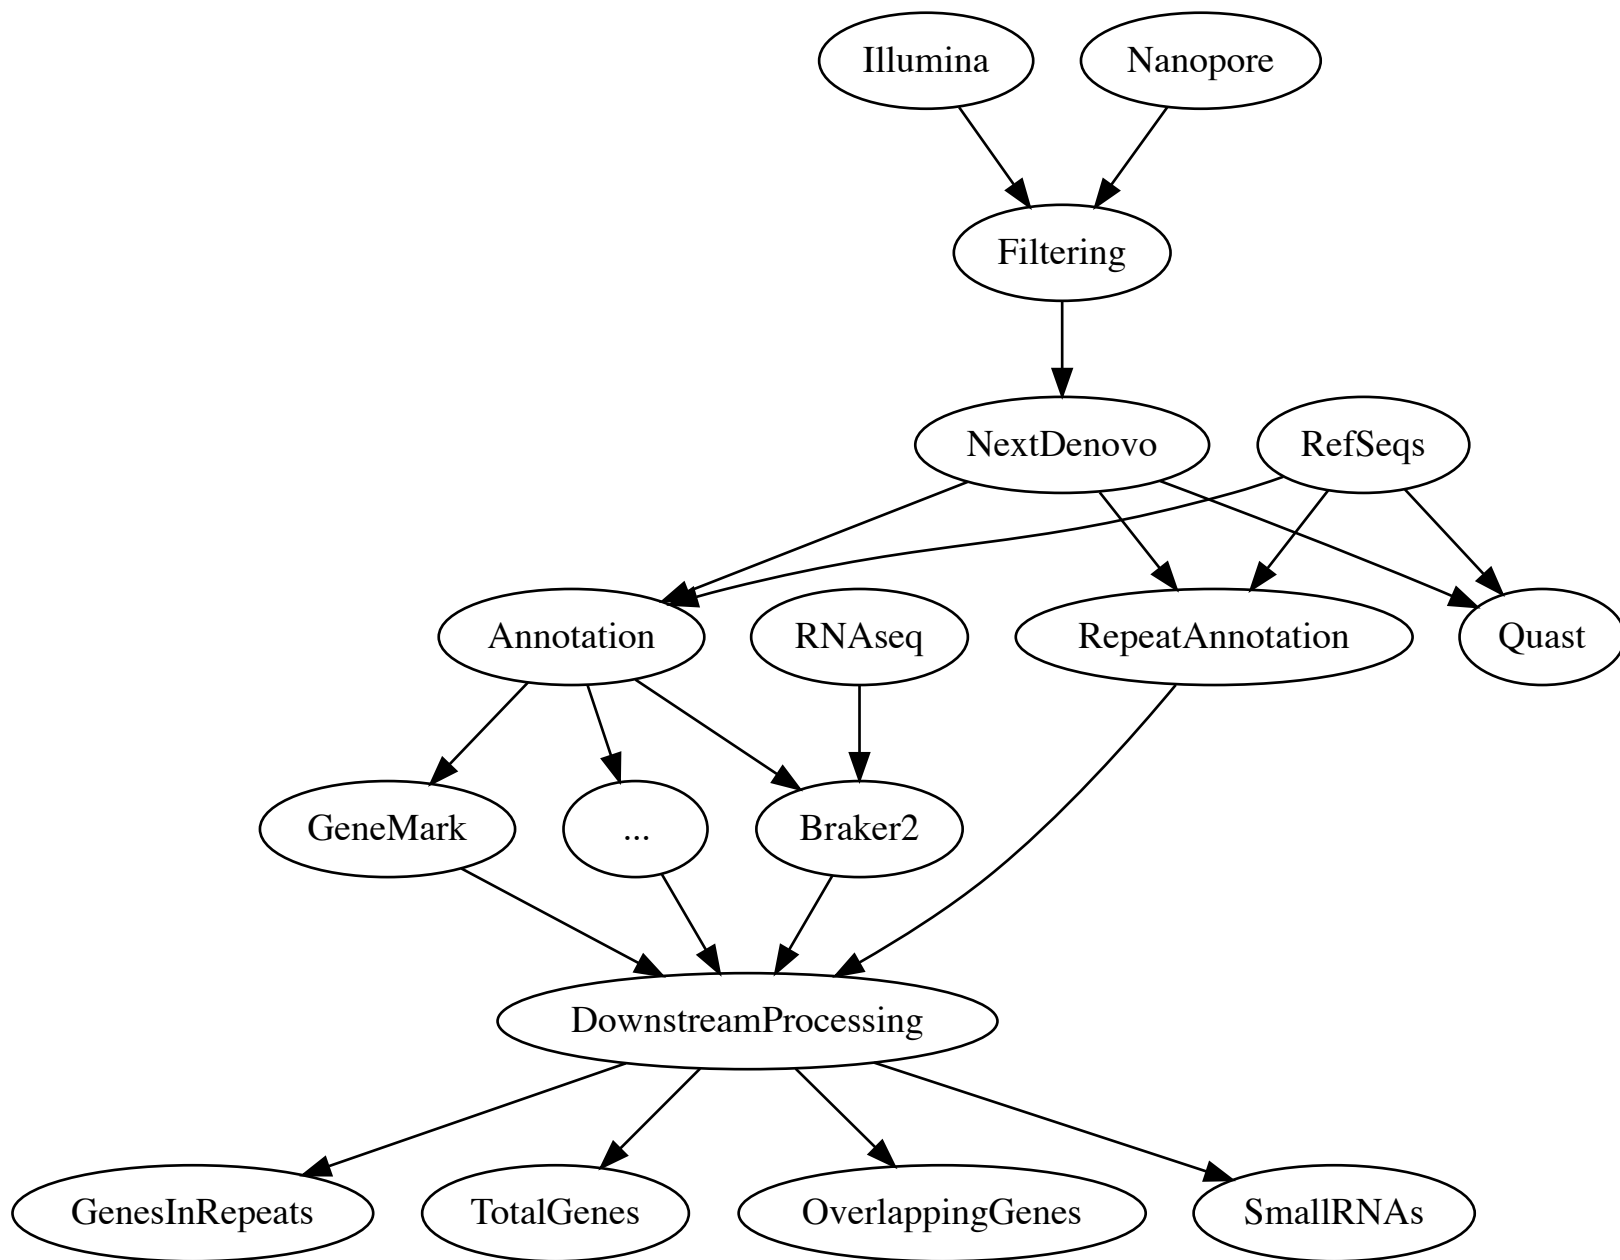 Illumina
Nanopore
Filtering
NextDenovo
RefSeqs
Annotation
RNAseq
RepeatAnnotation
Quast
GeneMark
...
Braker2
DownstreamProcessing
GenesInRepeats
TotalGenes
OverlappingGenes
SmallRNAs